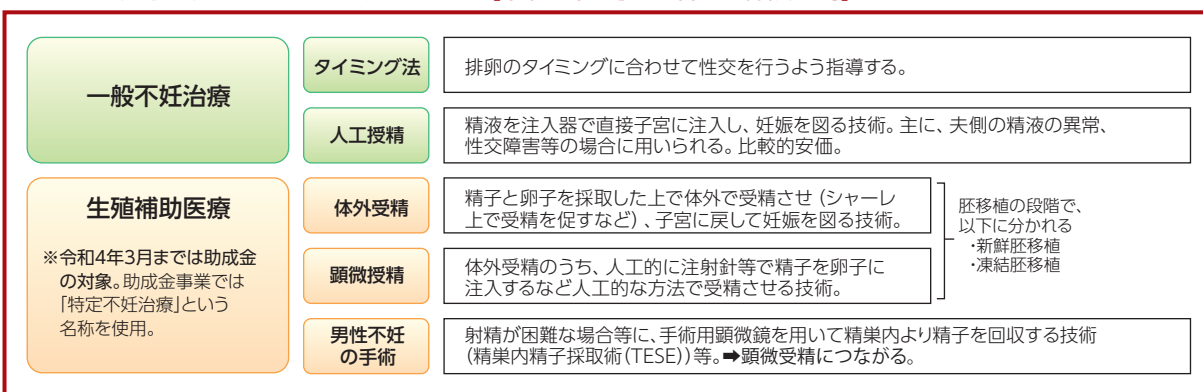 一般不妊治療
タイミング法
排卵のタイミングに合わせて性交を行うよう指導する。
人工授精
精液を注入器で直接子宮に注入し、妊娠を図る技術。主に、夫側の精液の異常、
性交障害等の場合に用いられる。比較的安価。
生殖補助医療
※令和4年3月までは助成金
の対象。助成金事業では
「特定不妊治療」という
名称を使用。
体外受精
精子と卵子を採取した上で体外で受精させ（シャーレ
上で受精を促すなど）、子宮に戻して妊娠を図る技術。
顕微授精
体外受精のうち、人工的に注射針等で精子を卵子に
注入するなど人工的な方法で受精させる技術。
胚移植の段階で、
以下に分かれる
・新鮮胚移植
・凍結胚移植
男性不妊
の手術
射精が困難な場合等に、手術用顕微鏡を用いて精巣内より精子を回収する技術
（精巣内精子採取術(TESE)）等。➡顕微受精につながる。